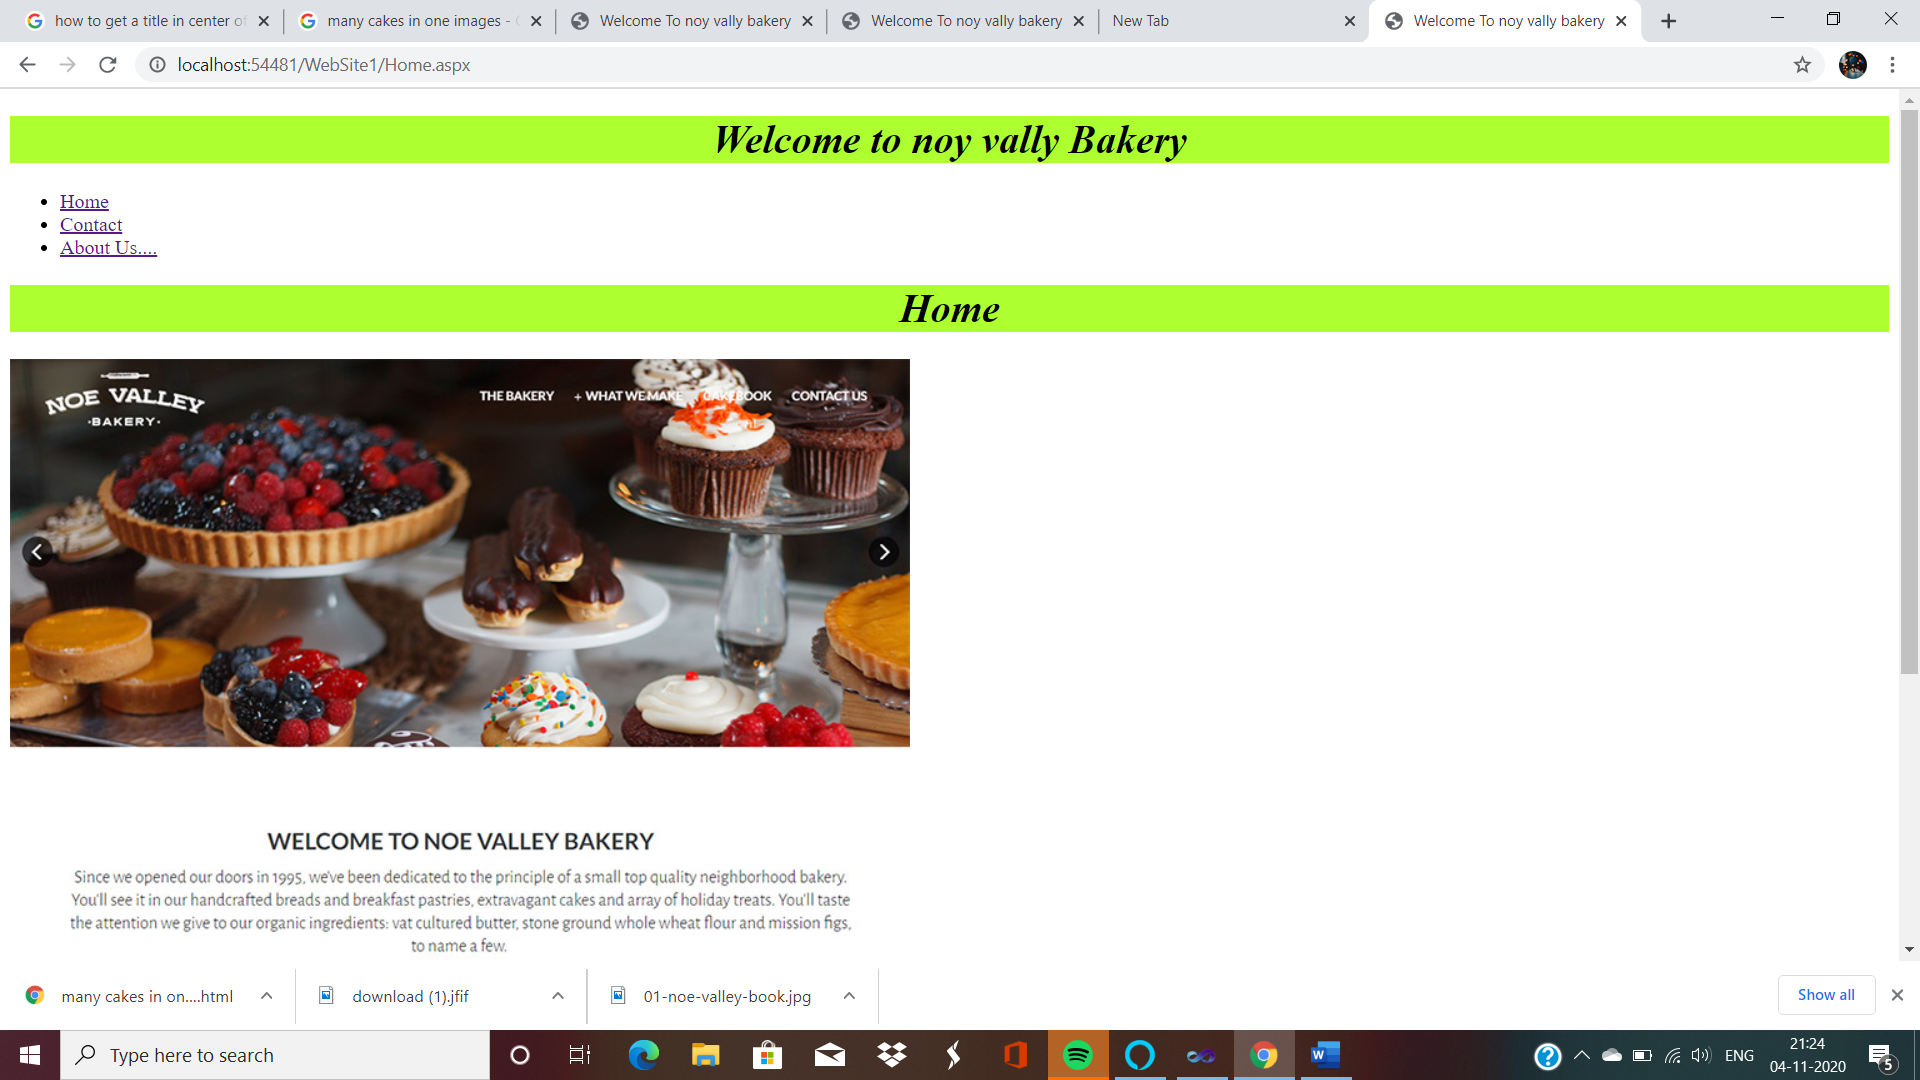 how to get a title in center of
many cakes in one images - G
Welcome To noy vally bakery
Welcome To noy vally bakery
New Tab
Welcome To noy vally bakery
localhost:54481/WebSite1/Home.aspx
Welcome to noy vally Bakery
Home
Contact
About Us....
Home
NOE VALLEY
·BAKERY·
THE BAKERY + WHAT WE MAKE CAKEBOOK CONTACT US
WELCOME TO NOE VALLEY BAKERY
Since we opened our doors in 1995, we've been dedicated to the principle of a small top quality neighborhood bakery.
You'll see it in our handcrafted breads and breakfast pastries, extravagant cakes and array of holiday treats. You'll taste
the attention we give to our organic ingredients: vat cultured butter, stone ground whole wheat flour and mission figs,
to name a few.
many cakes in on....html
download (1).jfif
01-noe-valley-book.jpg
Show all
Type here to search
ENG
21:24
04-11-2020
5